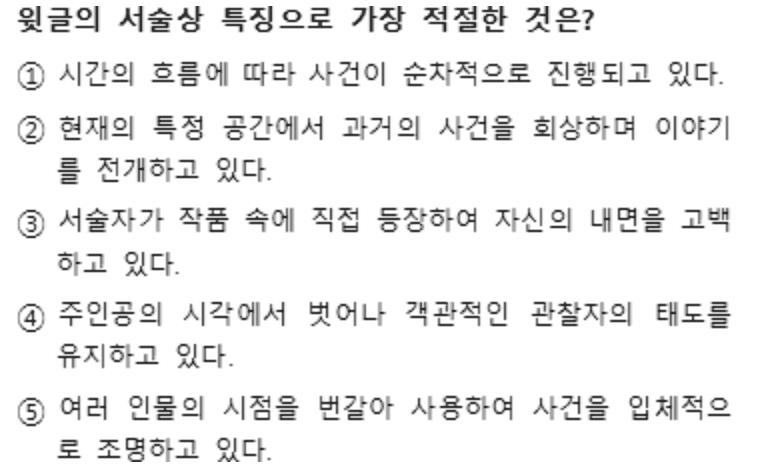 윗글의 서술상 특징으로 가장 적절한 것은?
① 시간의 흐름에 따라 사건이 순차적으로 진행되고 있다.
② 현재의 특정 공간에서 과거의 사건을 회상하며 이야기
를 전개하고 있다.
③ 서술자가 작품 속에 직접 등장하여 자신의 내면을 고백
하고 있다.
④ 주인공의 시각에서 벗어나 객관적인 관찰자의 태도를
유지하고 있다.
⑤ 여러 인물의 시점을 번갈아 사용하여 사건을 입체적으
로 조명하고 있다.